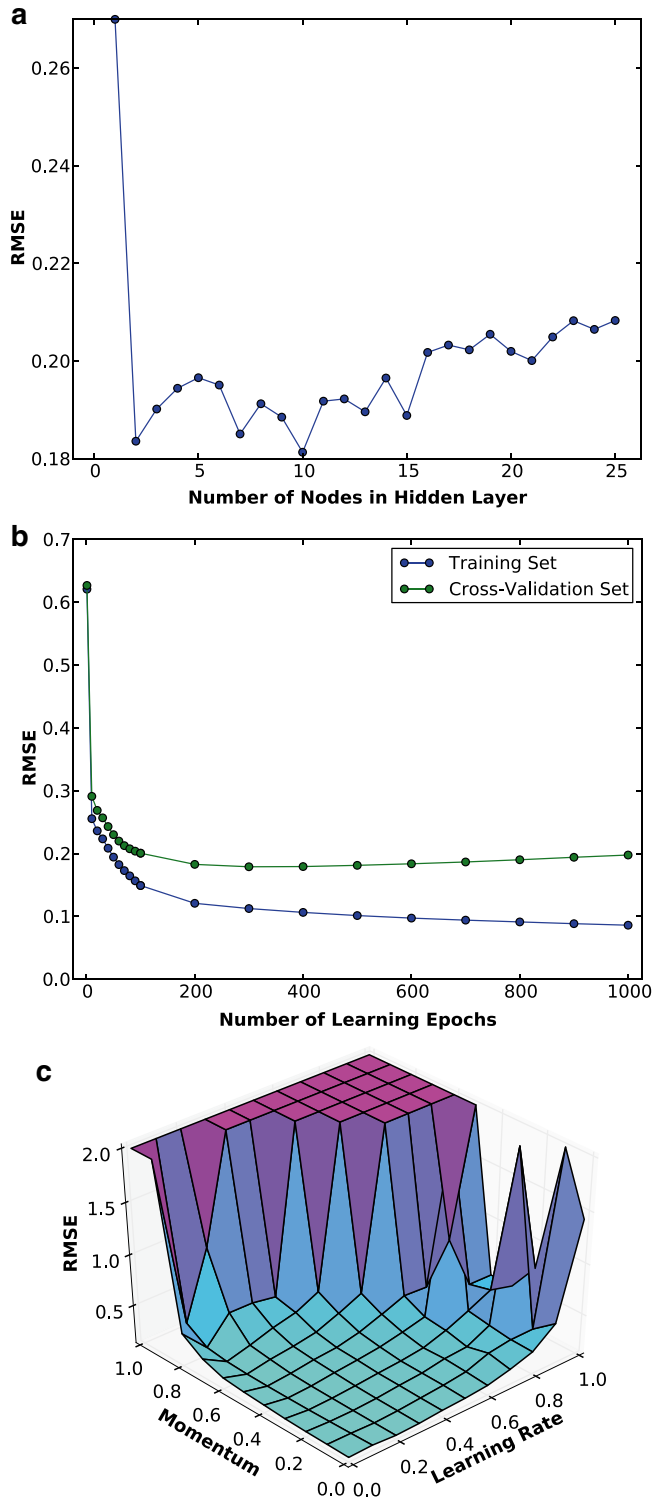 a
0.26
0.24
0.22
0.20
0.18
RMSE
0 5 10 15 20 25
Number of Nodes in Hidden Layer
b
0.7
0.6
0.5
0.4
0.3
0.2
0.1
0.0
RMSE
Training Set
Cross-Validation Set
0 200 400 600 800 1000
Number of Learning Epochs
c
2.0
1.5
1.0
0.5
RMSE
1.0
0.8
0.6
0.4
0.2
0.0
Momentum
0.0
0.2
0.4
0.6
0.8
1.0
Learning Rate